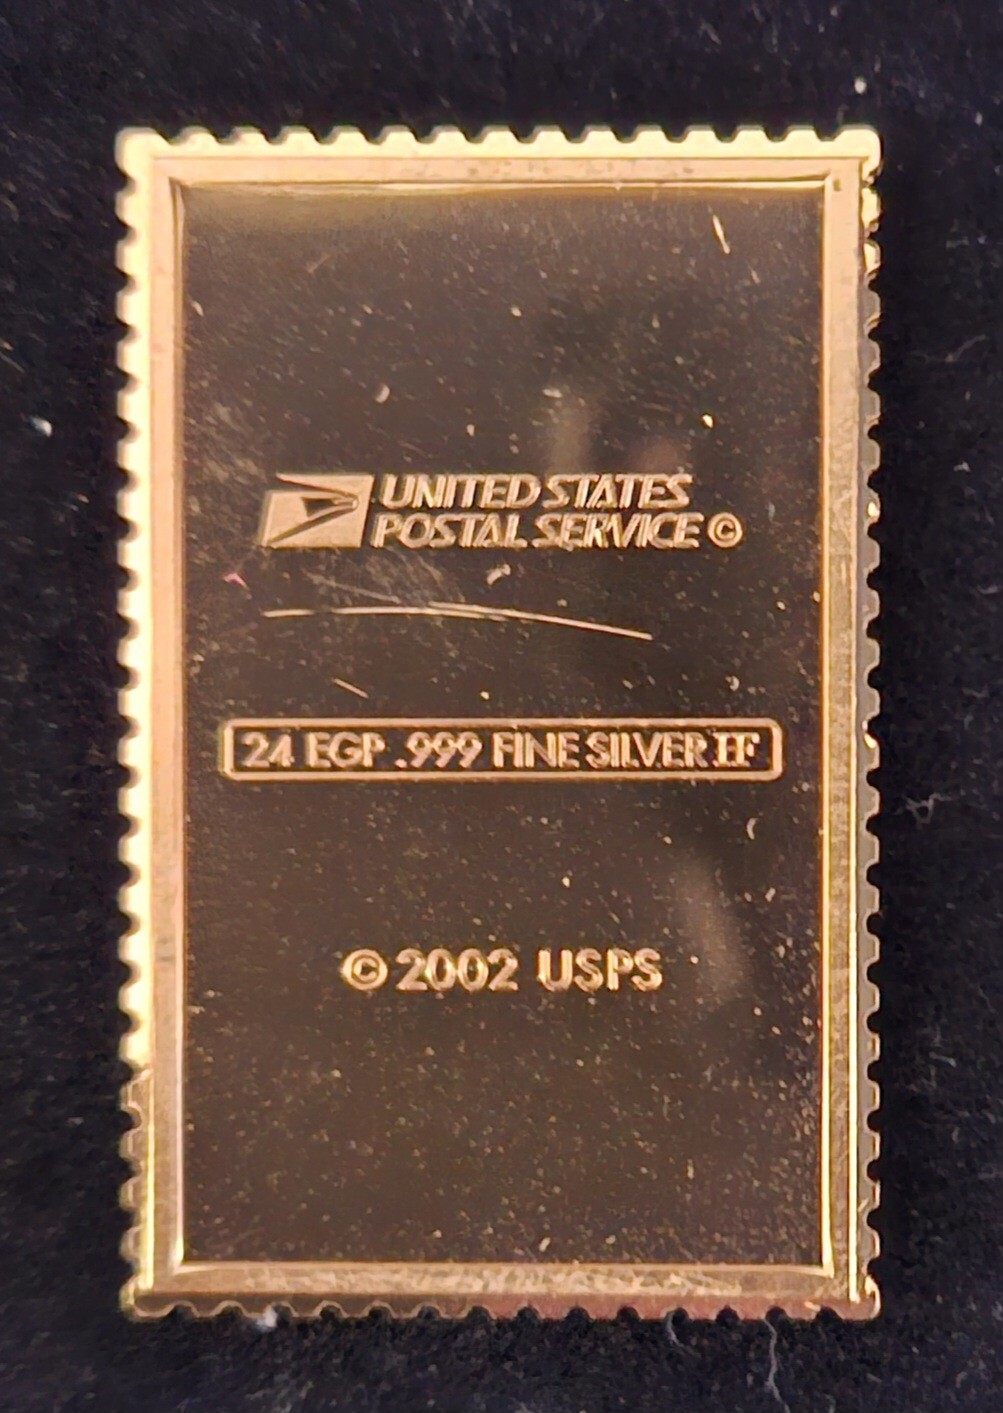 UNITED STATES
POSTAL SERVICE ©
24 EGP .999 FINE SILVER IF
© 2002 USPS